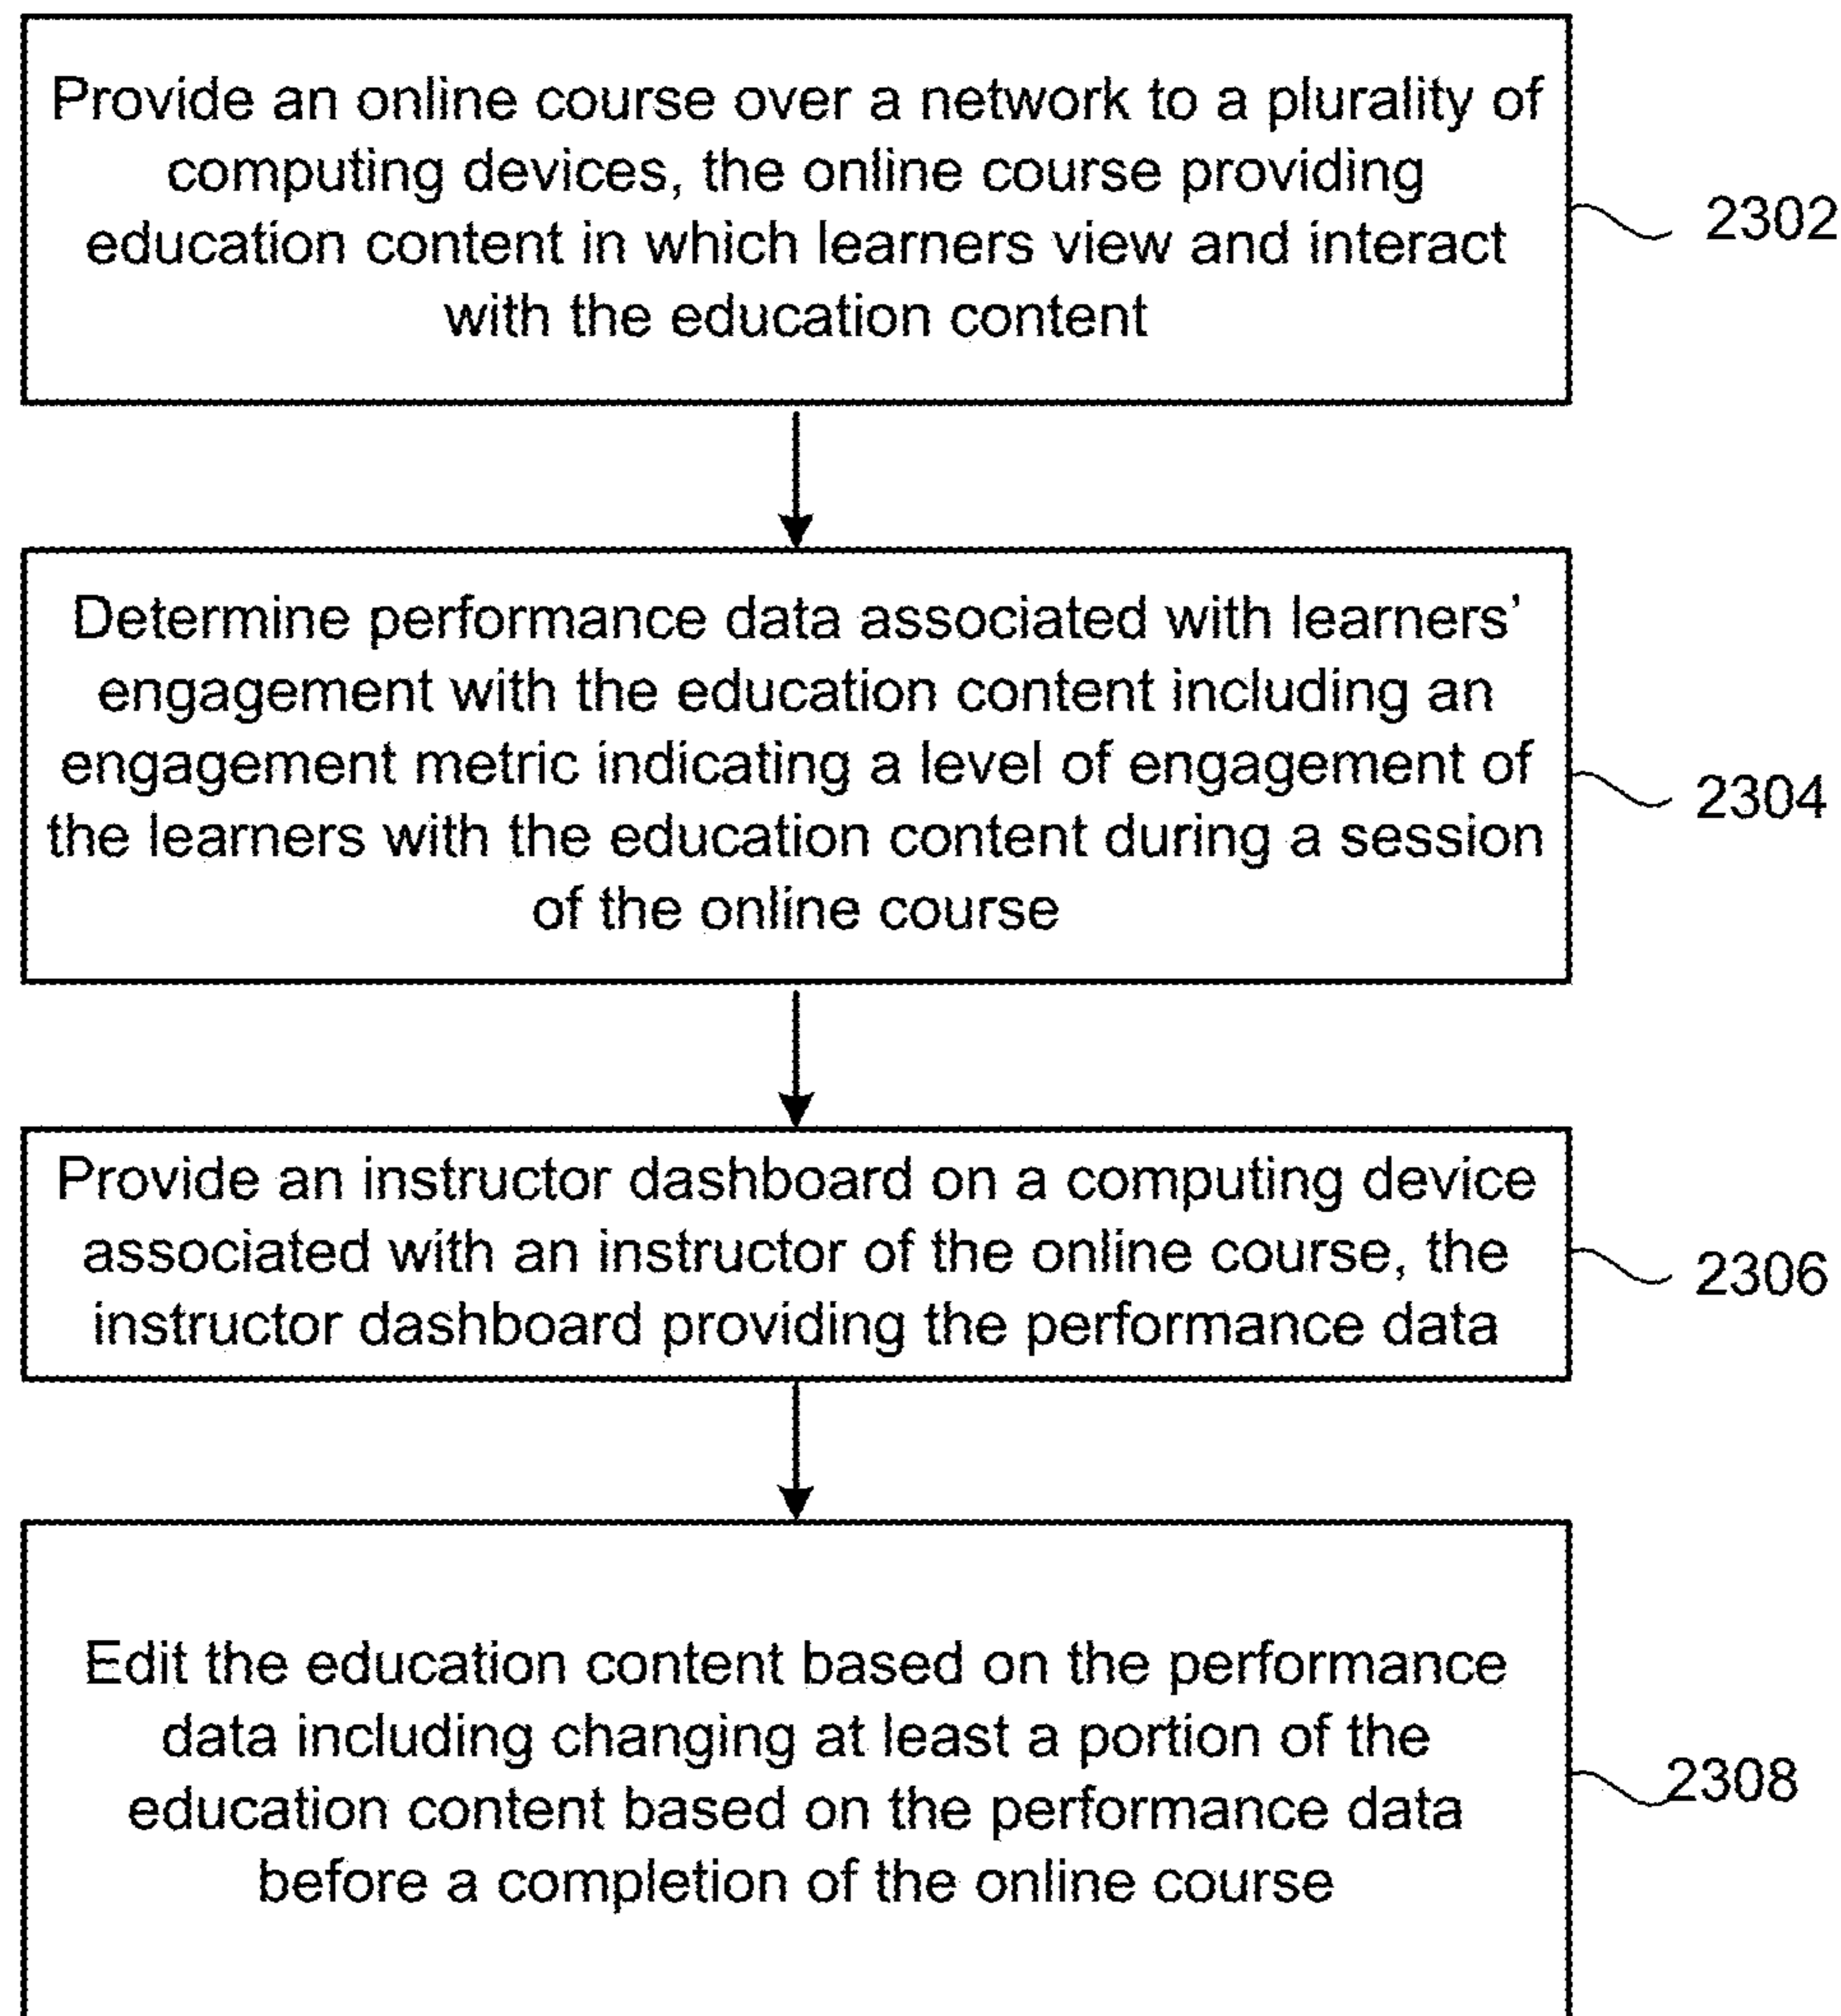 Provide an online course over a network to a plurality of
computing devices, the online course providing
education content in which learners view and interact
with the education content
2302
Determine performance data associated with learners’
engagement with the education content including an
engagement metric indicating a level of engagement of
the learners with the education content during a session
of the online course
2304
Provide an instructor dashboard on a computing device
associated with an instructor of the online course, the
instructor dashboard providing the performance data
2306
Edit the education content based on the performance
data including changing at least a portion of the
education content based on the performance data
before a completion of the online course
2308